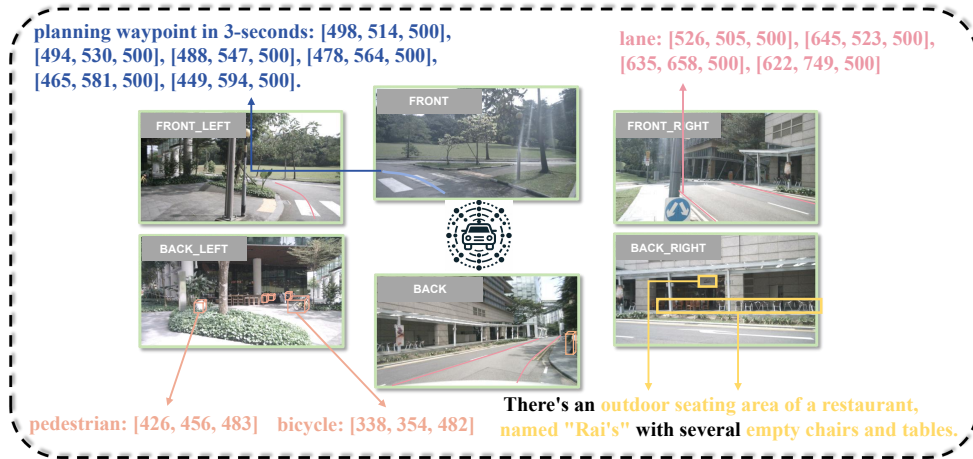 planning waypoint in 3-seconds: [498, 514, 500],
[494, 530, 500], [488, 547, 500], [478, 564, 500],
[465, 581, 500], [449, 594, 500].
lane: [526, 505, 500], [645, 523, 500],
[635, 658, 500], [622, 749, 500]
FRONT_LEFT
FRONT
FRONT_RIGHT
BACK_LEFT
BACK
BACK_RIGHT
pedestrian: [426, 456, 483]
bicycle: [338, 354, 482]
There's an outdoor seating area of a restaurant,
named "Rai's" with several empty chairs and tables.